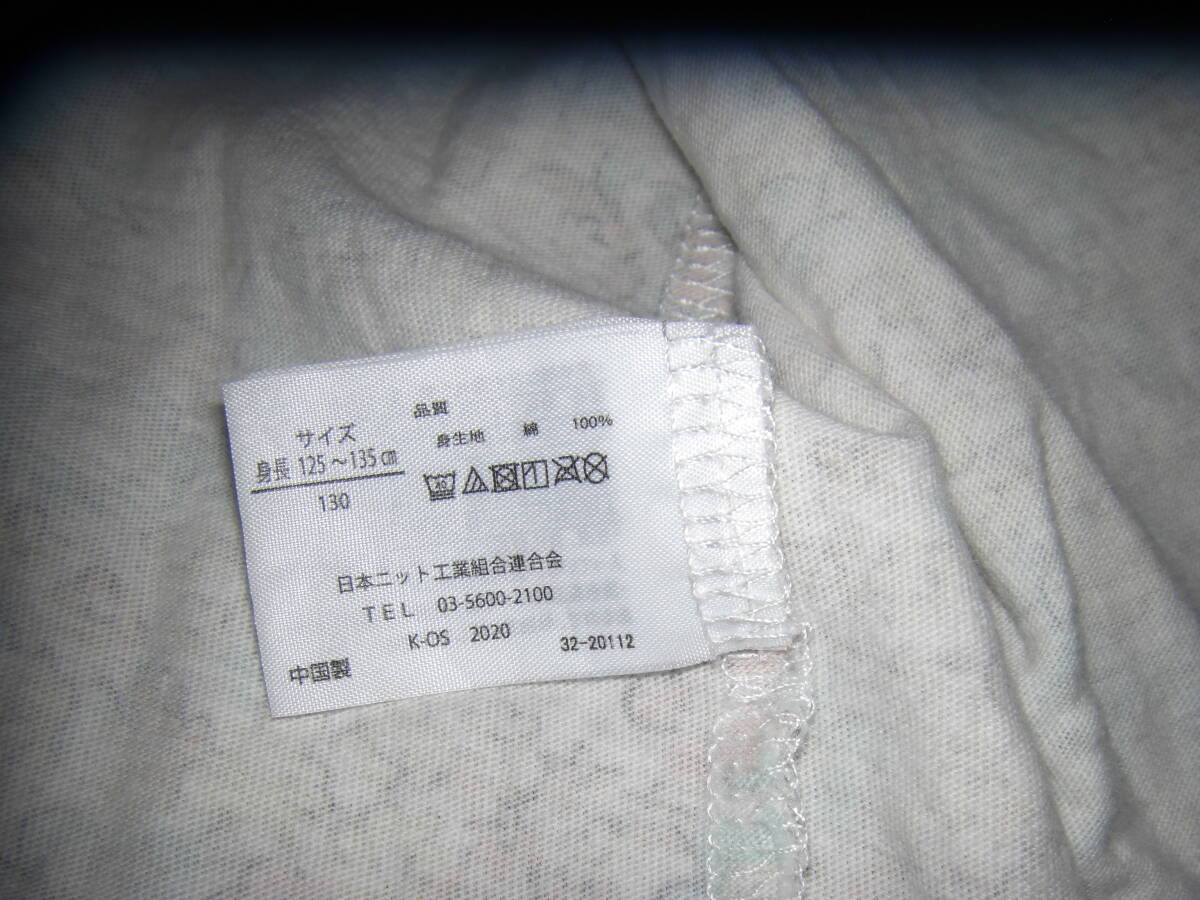 サイズ
身長 125～135㎝
130
品質
身生地 綿 100%
40
日本ニット工業組合連合会
TEL 03-5600-2100
K-OS 2020
32-20112
中国製